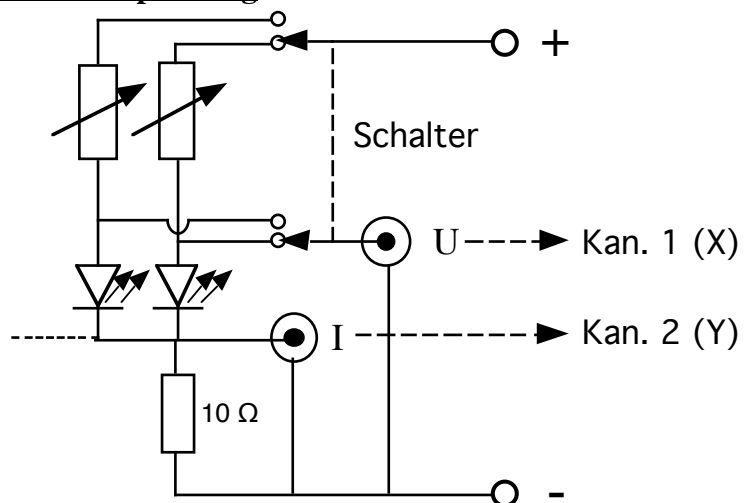 +
Schalter
U
Kan. 1 (X)
I
Kan. 2 (Y)
10 Ω
-